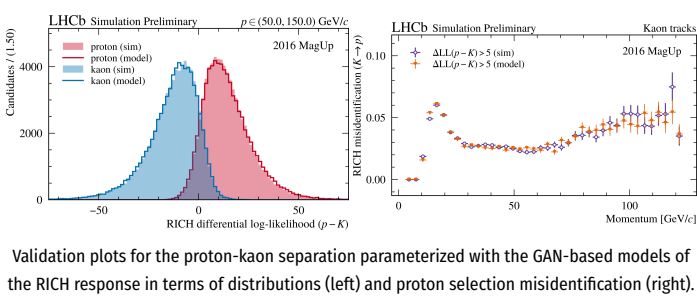 LHCb Simulation Preliminary p∈(50.0, 150.0) GeV/c
2016 MagUp
proton (sim)
proton (model)
kaon (sim)
kaon (model)
Candidates / (1.50)
4000
2000
0
−50 0 50
RICH differential log-likelihood (p − K)
LHCb Simulation Preliminary Kaon tracks
2016 MagUp
ΔLL(p − K) > 5 (sim)
ΔLL(p − K) > 5 (model)
RICH misidentification (K → p)
0.10
0.05
0.00
0 50 100
Momentum [GeV/c]
Validation plots for the proton-kaon separation parameterized with the GAN-based models of
the RICH response in terms of distributions (left) and proton selection misidentification (right).